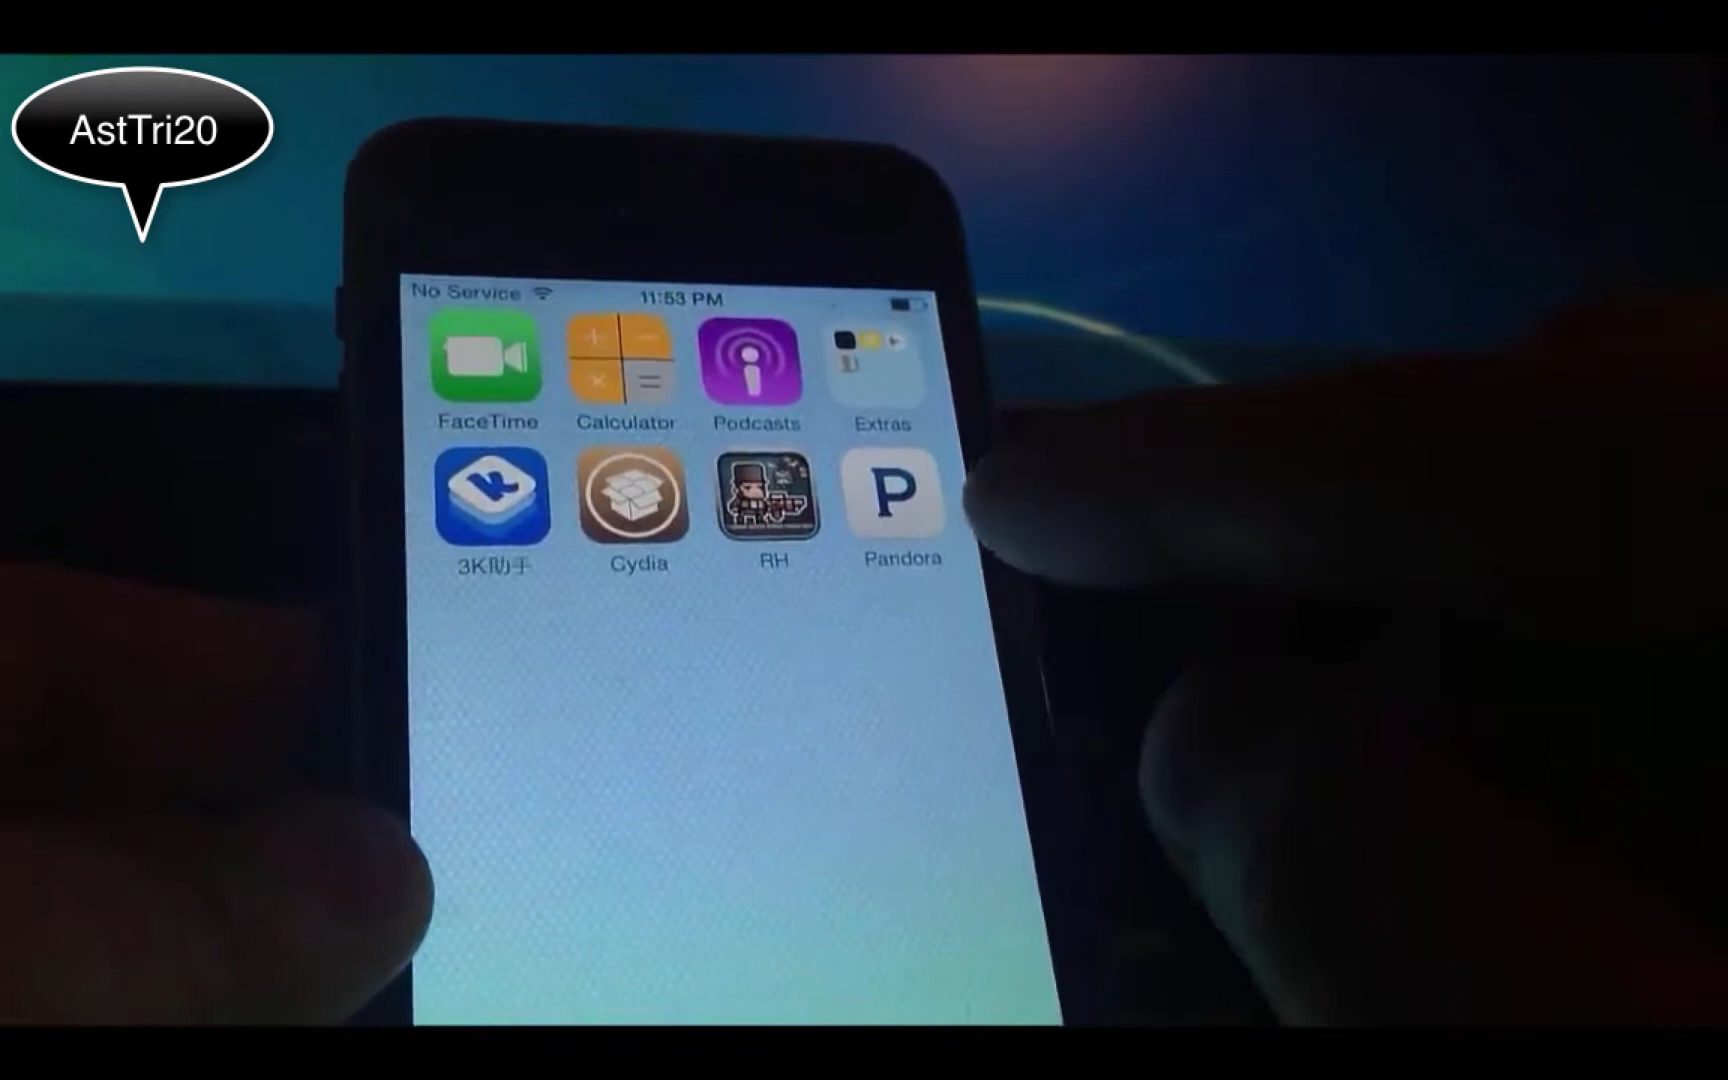 AstTri20
No Service 11:53 PM
FaceTime Calculator Podcasts Extras
3K助手 Cydia RH Pandora
P